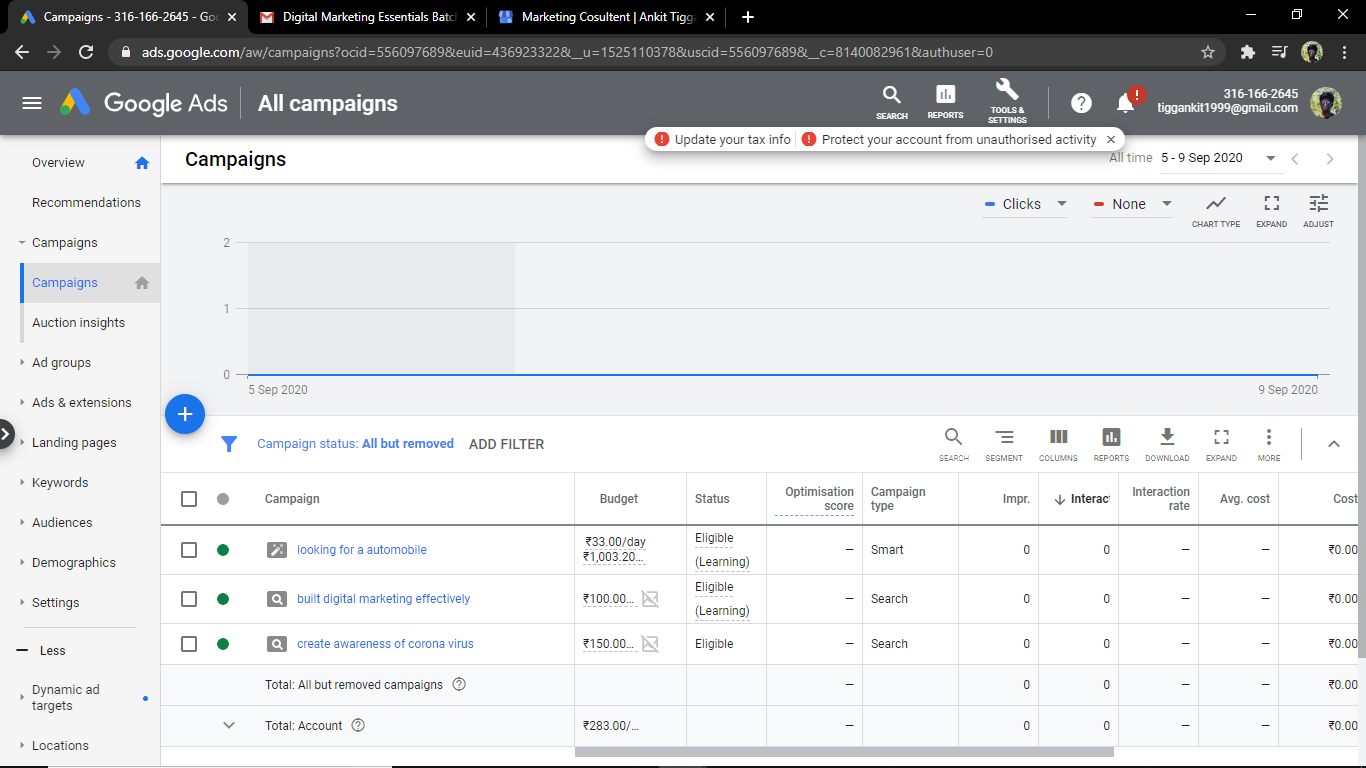 Campaigns - 316-166-2645 - Goo
Digital Marketing Essentials Batch
Marketing Cosultent | Ankit Tigga
ads.google.com/aw/campaigns?ocid=556097689&euid=436923322&__u=1525110378&uscid=556097689&__c=8140082961&authuser=0
Google Ads
All campaigns
SEARCH
REPORTS
TOOLS & SETTINGS
316-166-2645
tiggankit1999@gmail.com
Update your tax info
Protect your account from unauthorised activity
Overview
Recommendations
Campaigns
Campaigns
Auction insights
Ad groups
Ads & extensions
Landing pages
Keywords
Audiences
Demographics
Settings
Less
Dynamic ad targets
Locations
Campaigns
All time 5 - 9 Sep 2020
Clicks
None
CHART TYPE
EXPAND
ADJUST
2
1
0
5 Sep 2020
9 Sep 2020
Campaign status: All but removed
ADD FILTER
SEARCH
SEGMENT
COLUMNS
REPORTS
DOWNLOAD
EXPAND
MORE
Campaign Budget Status Optimisation score Campaign type Impr. Interac Interaction rate Avg. cost Cost
looking for a automobile ₹33.00/day ₹1,003.20... Eligible (Learning) — Smart 0 0 — — ₹0.00
built digital marketing effectively ₹100.00... Eligible (Learning) — Search 0 0 — — ₹0.00
create awareness of corona virus ₹150.00... Eligible — Search 0 0 — — ₹0.00
Total: All but removed campaigns — 0 0 — — ₹0.00
Total: Account ₹283.00/... — 0 0 — — ₹0.00